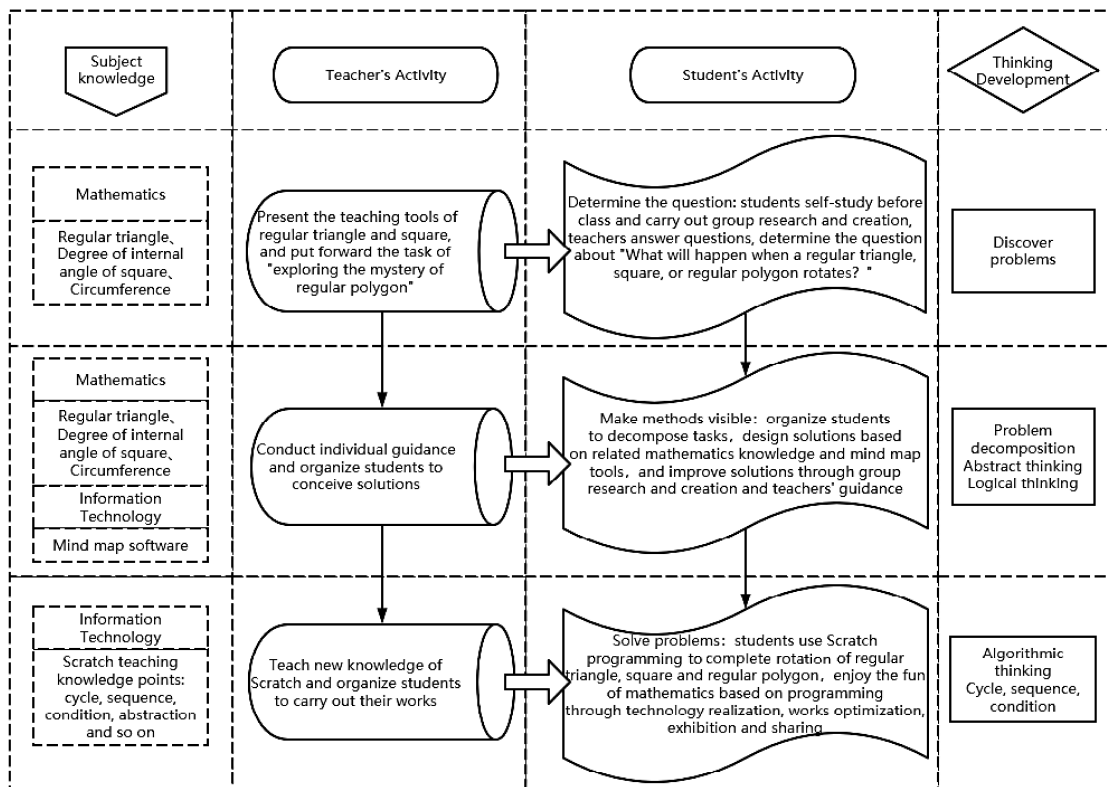 Subject
knowledge
Teacher's Activity
Student's Activity
Thinking
Development
Mathematics
Regular triangle、
Degree of internal
angle of square、
Circumference
Present the teaching tools of
regular triangle and square,
and put forward the task of
"exploring the mystery of
regular polygon"
Determine the question: students self-study before
class and carry out group research and creation,
teachers answer questions, determine the question
about "What will happen when a regular triangle,
square, or regular polygon rotates? "
Discover
problems
Mathematics
Regular triangle、
Degree of internal
angle of square、
Circumference
Information
Technology
Mind map software
Conduct individual guidance
and organize students to
conceive solutions
Make methods visible: organize students
to decompose tasks, design solutions based
on related mathematics knowledge and mind map
tools, and improve solutions through group
research and creation and teachers' guidance
Problem
decomposition
Abstract thinking
Logical thinking
Information
Technology
Scratch teaching
knowledge points:
cycle, sequence,
condition, abstraction
and so on
Teach new knowledge of
Scratch and organize students
to carry out their works
Solve problems: students use Scratch
programming to complete rotation of regular
triangle, square and regular polygon, enjoy the fun
of mathematics based on programming
through technology realization, works optimization,
exhibition and sharing
Algorithmic
thinking
Cycle, sequence,
condition